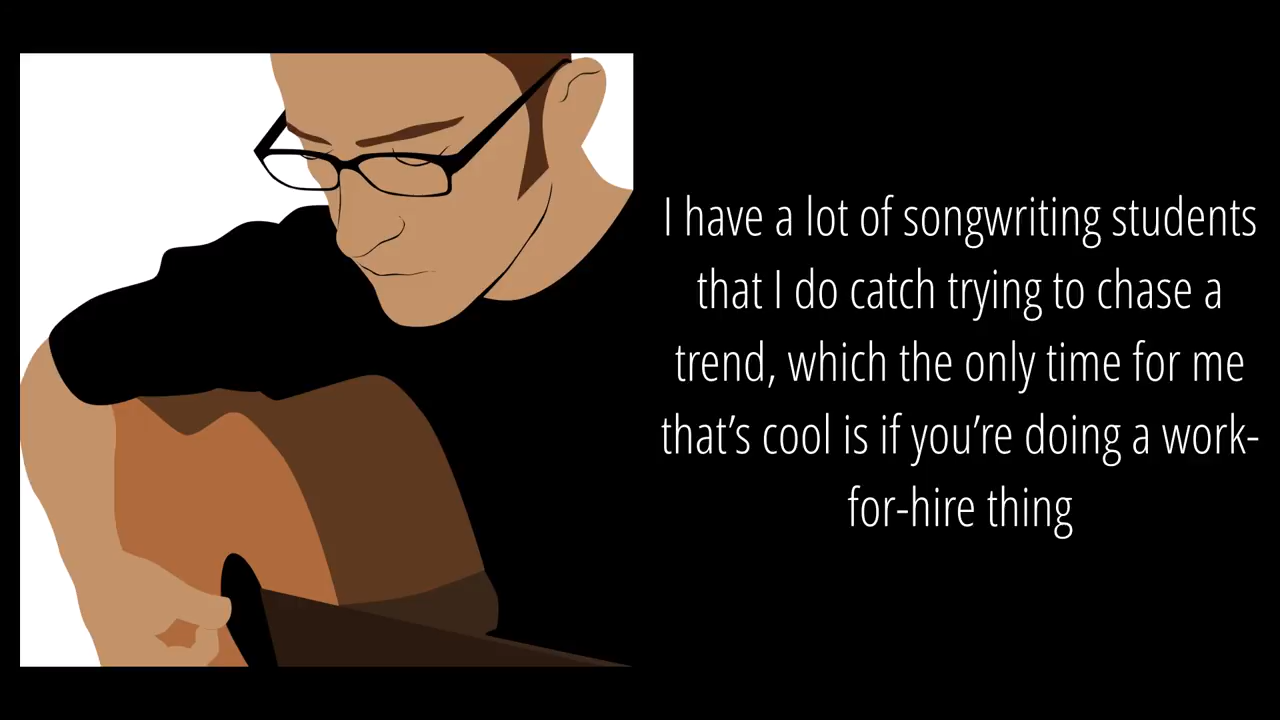 I have a lot of songwriting students
that I do catch trying to chase a
trend, which the only time for me
that’s cool is if you’re doing a work-
for-hire thing